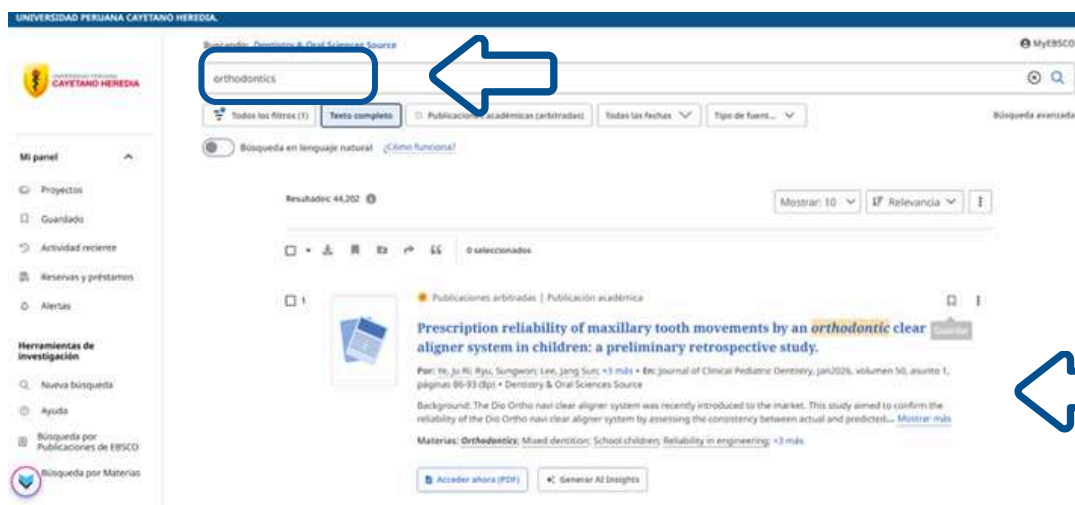 UNIVERSIDAD PERUANA CAYETANO HEREDIA.
Buscando: Dentistry & Oral Sciences Source
MyEBSCO
CAYETANO HEREDIA
orthodontics
Todos los filtros (1)
Texto completo
Publicaciones académicas (arbitradas)
Todas las fechas
Tipo de fuent...
Búsqueda avanzada
Búsqueda en lenguaje natural ¿Cómo funciona?
Mi panel
Proyectos
Guardado
Actividad reciente
Reservas y préstamos
Alertas
Herramientas de
investigación
Nueva búsqueda
Ayuda
Búsqueda por
Publicaciones de EBSCO
Búsqueda por Materias
Resultados: 44,202
Mostrar: 10
Relevancia
0 seleccionados
1
Publicaciones arbitradas | Publicación académica
Prescription reliability of maxillary tooth movements by an orthodontic clear
Guardar
aligner system in children: a preliminary retrospective study.
Por: Ye, Ju Ri; Ryu, Sungwon; Lee, Jang Sun; +3 más • En: Journal of Clinical Pediatric Dentistry, Jan2026, volumen 50, asunto 1,
páginas 86-93 (8p) • Dentistry & Oral Sciences Source
Background: The Dio Ortho navi clear aligner system was recently introduced to the market. This study aimed to confirm the
reliability of the Dio Ortho navi clear aligner system by assessing the consistency between actual and predicted... Mostrar más
Materias: Orthodontics; Mixed dentition; School children; Reliability in engineering; +3 más
Acceder ahora (PDF)
Generar AI Insights